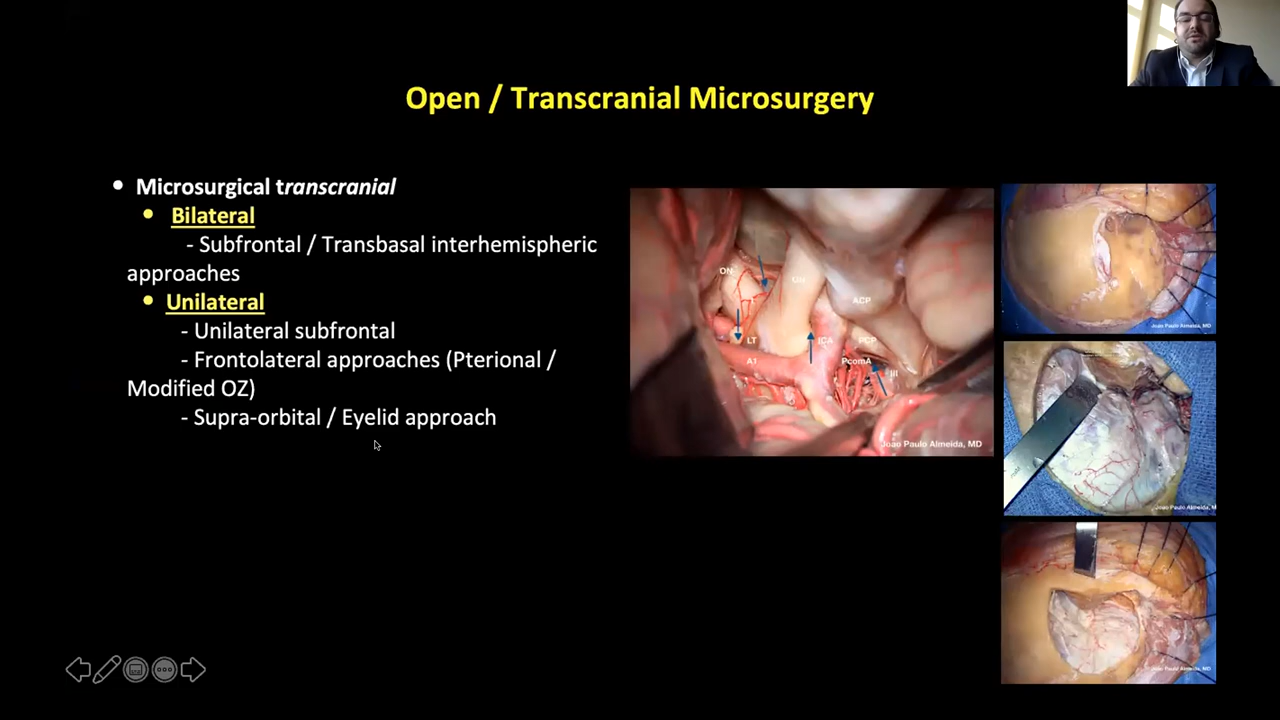 Open / Transcranial Microsurgery
• Microsurgical transcranial
• Bilateral
- Subfrontal / Transbasal interhemispheric
approaches
• Unilateral
- Unilateral subfrontal
- Frontolateral approaches (Pterional /
Modified OZ)
- Supra-orbital / Eyelid approach
ON
ON
ACP
LT
ICA
PCP
A1
PcomA
III
Joao Paulo Almeida, MD
Joao Paulo Almeida, MD
Joao Paulo Almeida, M
Joao Paulo Almeida, MD